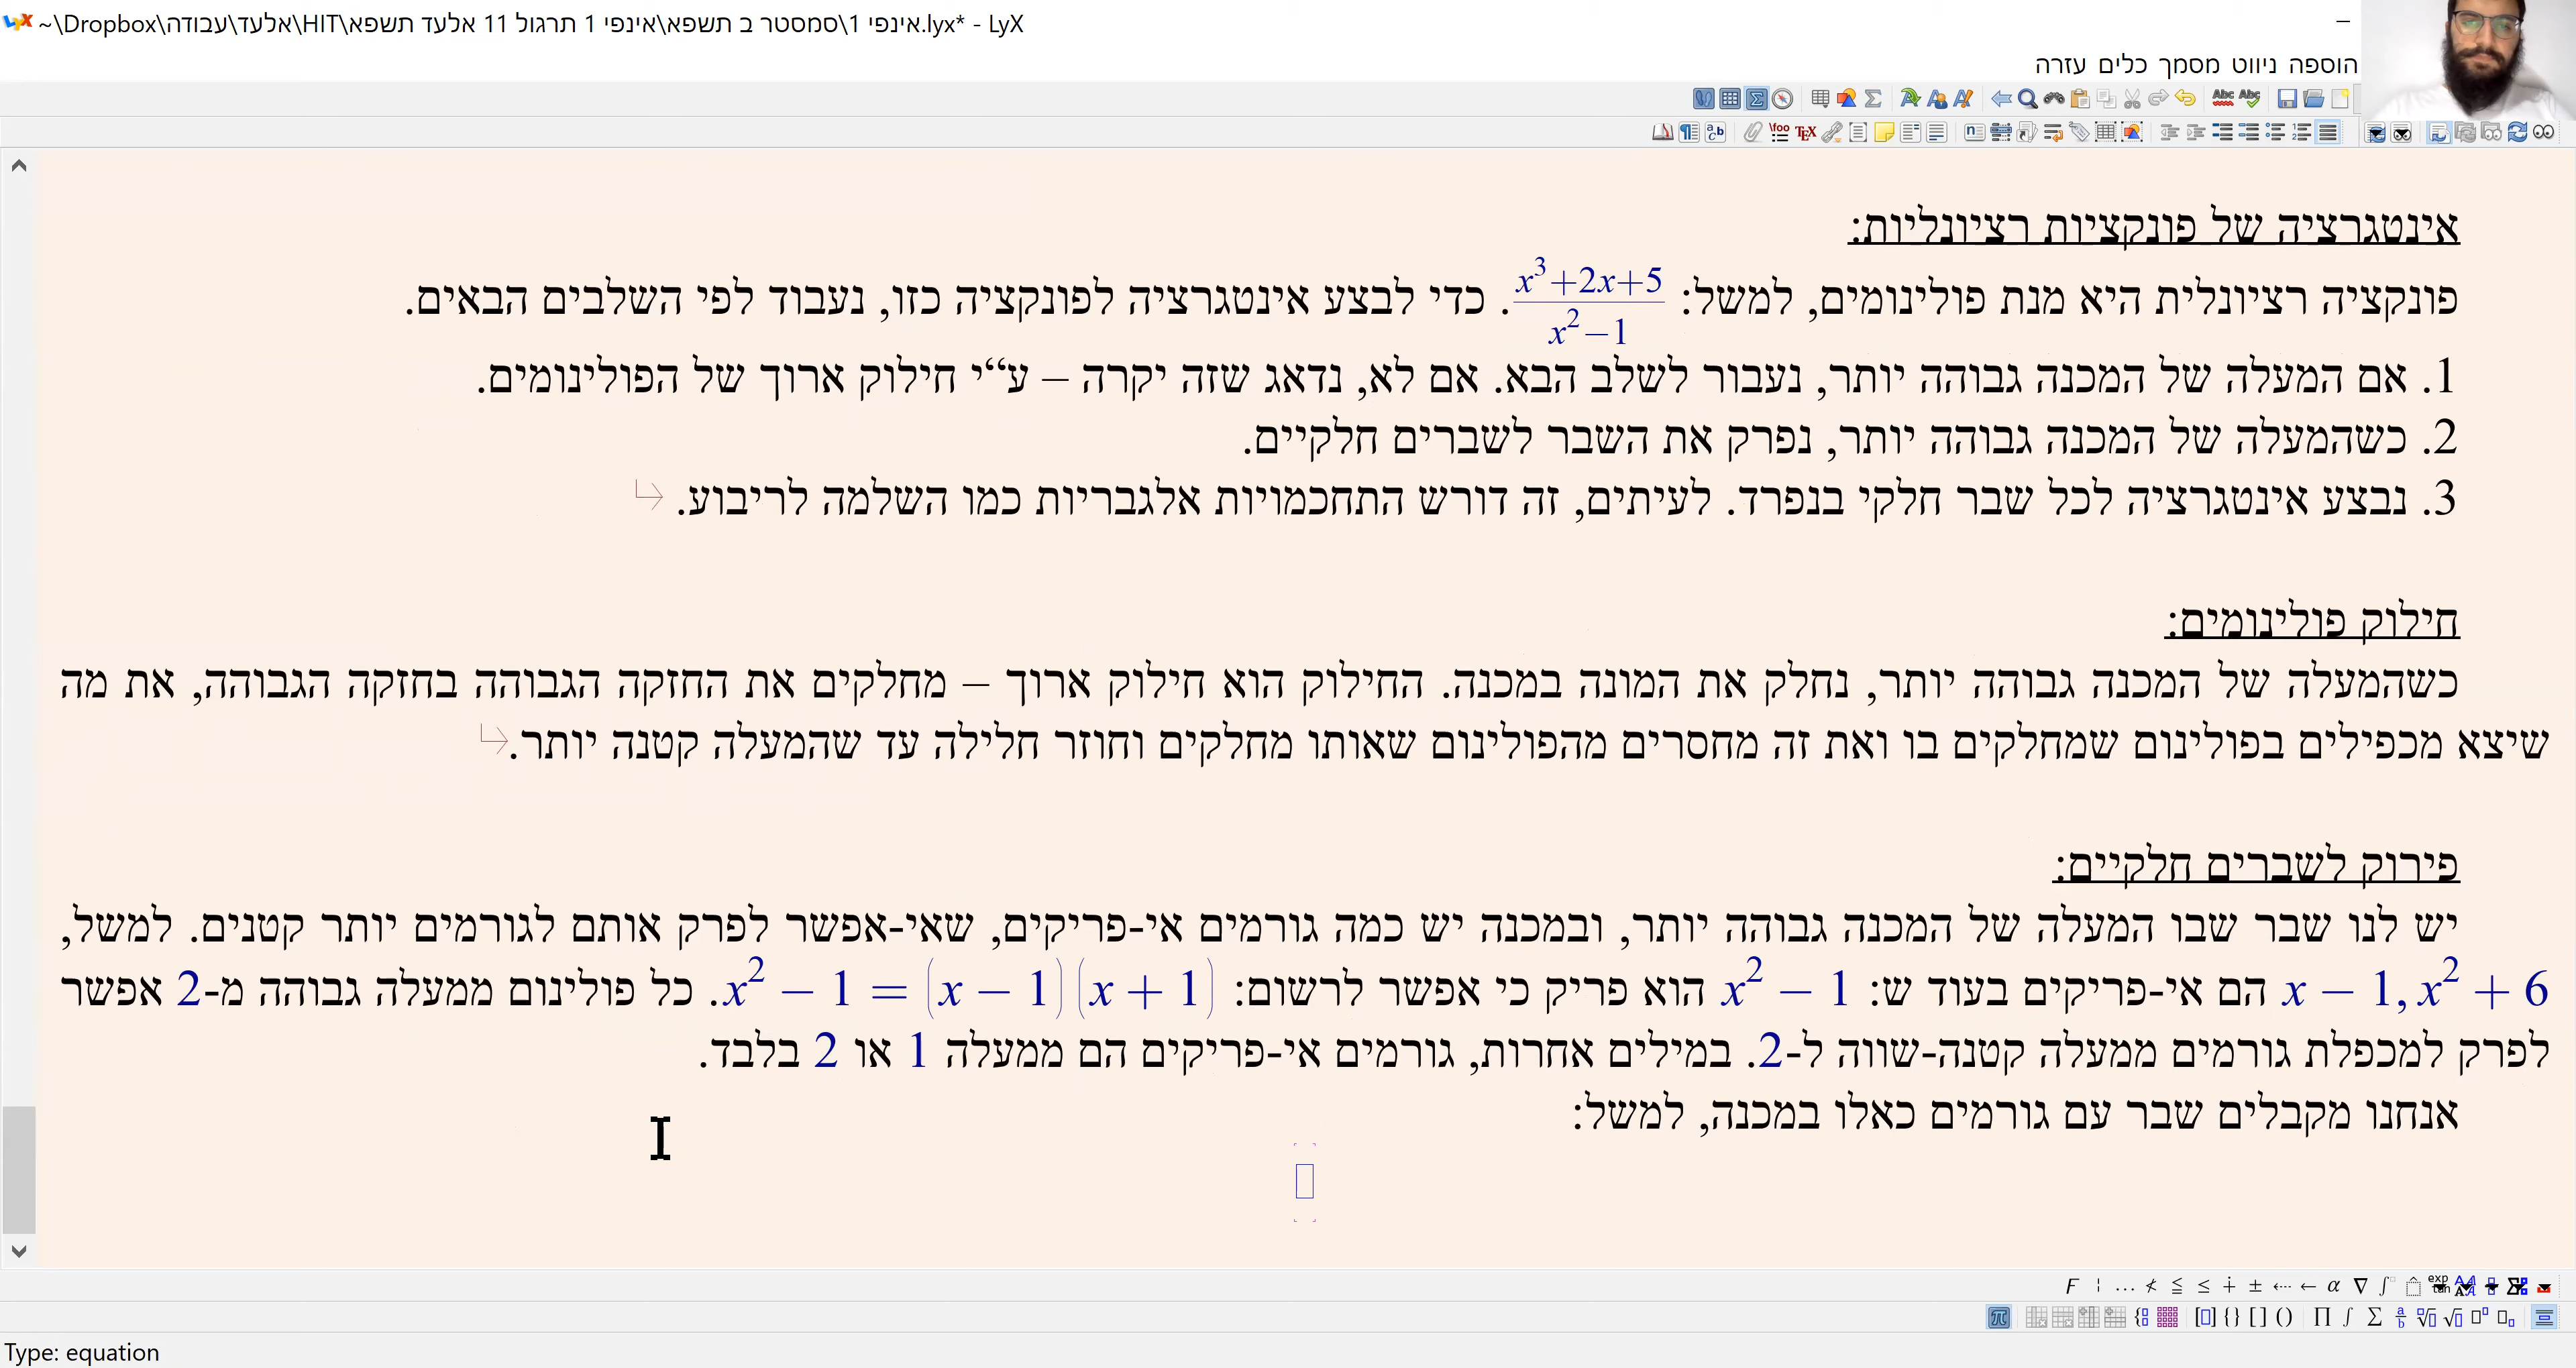 ~\Dropbox\אינפי 1\סמסטר ב תשפא\אינפי 1 תרגול 11 אלעד תשפא\HIT\אלעד\עבודה.lyx* - LyX
הוספה ניווט מסמך כלים עזרה
אינטגרציה של פונקציות רציונליות:
פונקציה רציונלית היא מנת פולינומים, למשל: \frac{x^3+2x+5}{x^2-1}. כדי לבצע אינטגרציה לפונקציה כזו, נעבוד לפי השלבים הבאים.
1. אם המעלה של המכנה גבוהה יותר, נעבור לשלב הבא. אם לא, נדאג שזה יקרה – ע“י חילוק ארוך של הפולינומים.
2. כשהמעלה של המכנה גבוהה יותר, נפרק את השבר לשברים חלקיים.
3. נבצע אינטגרציה לכל שבר חלקי בנפרד. לעיתים, זה דורש התחכמויות אלגבריות כמו השלמה לריבוע.
חילוק פולינומים:
כשהמעלה של המכנה גבוהה יותר, נחלק את המונה במכנה. החילוק הוא חילוק ארוך – מחלקים את החזקה הגבוהה בחזקה הגבוהה, את מה
שיצא מכפילים בפולינום שמחלקים בו ואת זה מחסרים מהפולינום שאותו מחלקים וחוזר חלילה עד שהמעלה קטנה יותר.
פירוק לשברים חלקיים:
יש לנו שבר שבו המעלה של המכנה גבוהה יותר, ובמכנה יש כמה גורמים אי-פריקים, שאי-אפשר לפרק אותם לגורמים יותר קטנים. למשל,
x − 1, x² + 6 הם אי-פריקים בעוד ש: x² − 1 הוא פריק כי אפשר לרשום: x² − 1 = (x − 1)(x + 1). כל פולינום ממעלה גבוהה מ-2 אפשר
לפרק למכפלת גורמים ממעלה קטנה-שווה ל-2. במילים אחרות, גורמים אי-פריקים הם ממעלה 1 או 2 בלבד.
אנחנו מקבלים שבר עם גורמים כאלו במכנה, למשל:
Type: equation